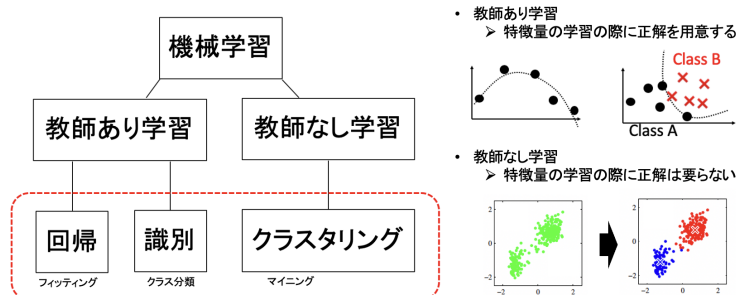 機械学習
教師あり学習
教師なし学習
回帰
識別
クラスタリング
フィッティング
クラス分類
マイニング
• 教師あり学習
➢ 特徴量の学習の際に正解を用意する
Class B
Class A
• 教師なし学習
➢ 特徴量の学習の際に正解は要らない
2
0
−2
−2
0
2
2
0
−2
−2
0
2